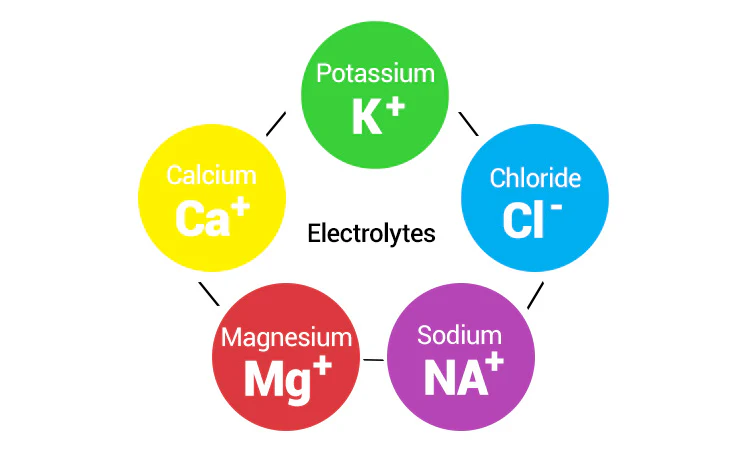 Potassium
K+
Calcium
Ca+
Chloride
Cl-
Electrolytes
Magnesium
Mg+
Sodium
NA+